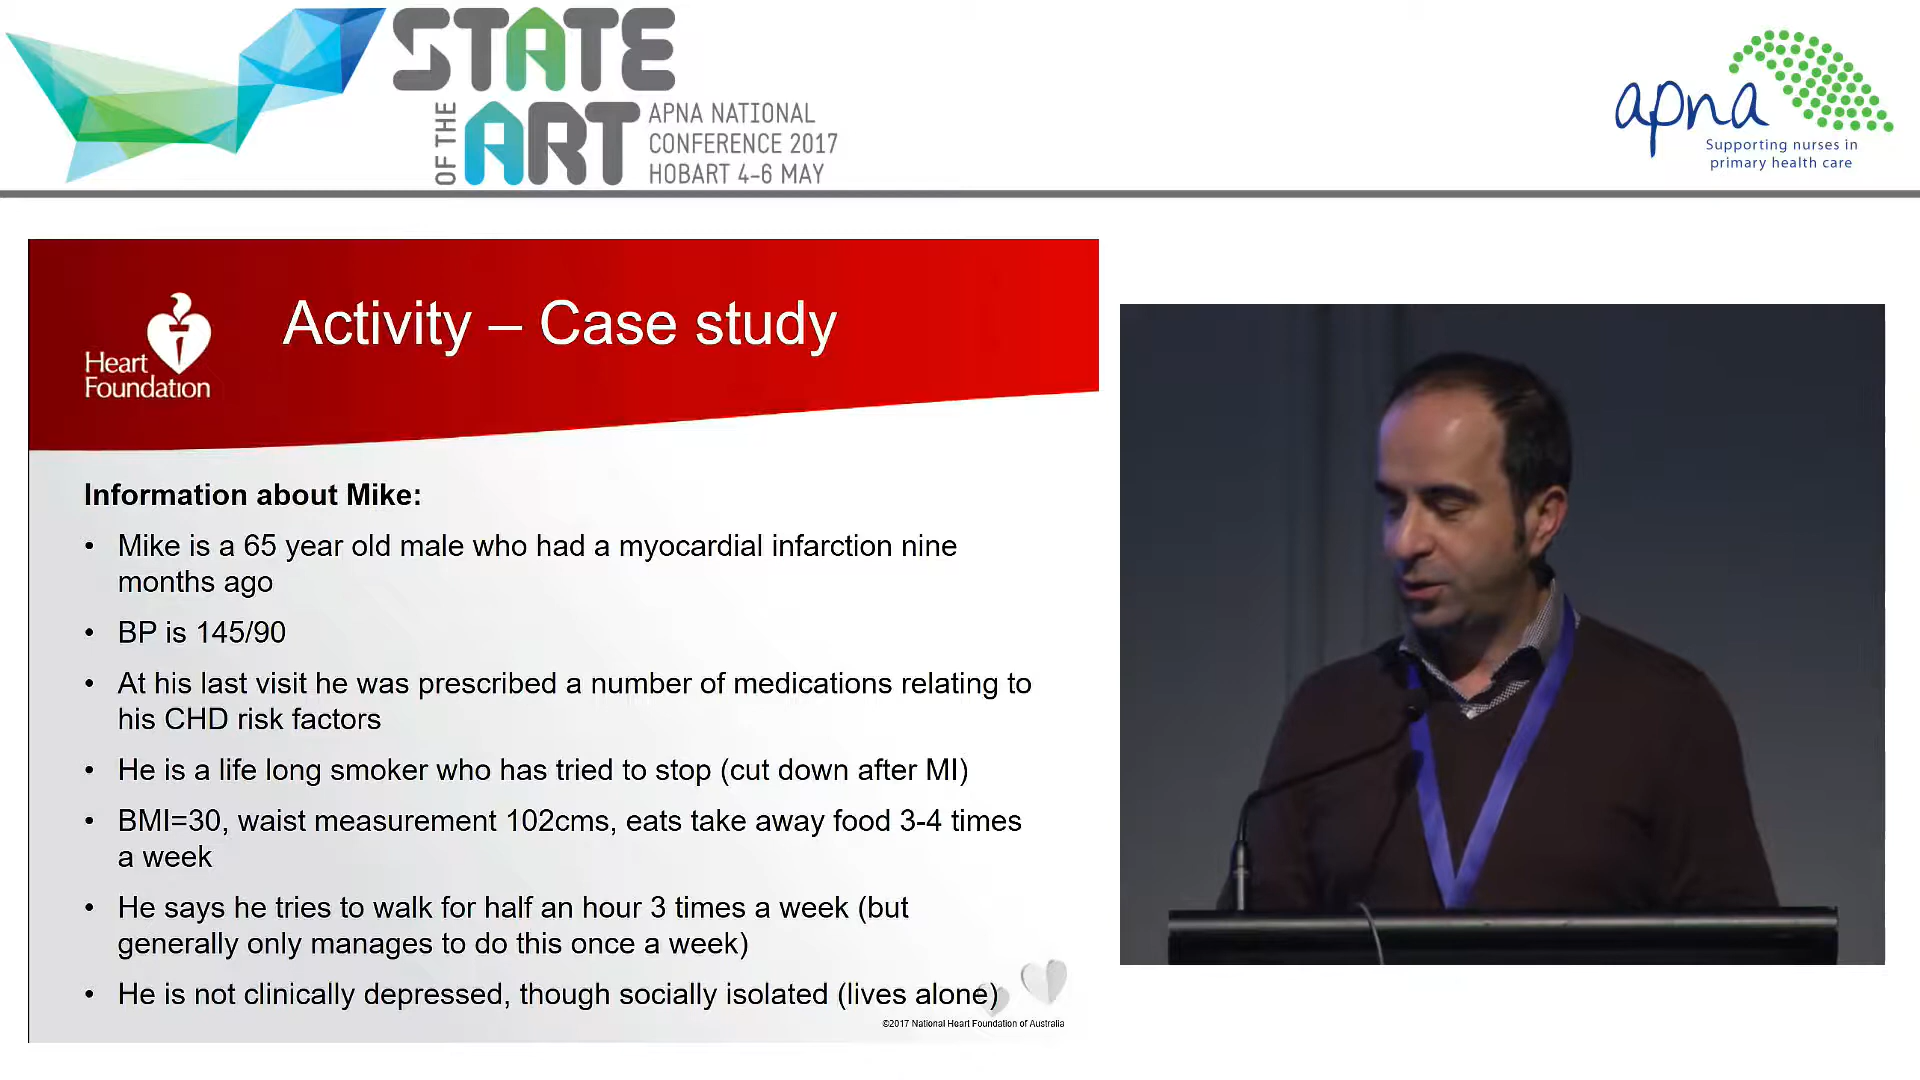 STATE
OF THE
ART
APNA NATIONAL
CONFERENCE 2017
HOBART 4-6 MAY
apna
Supporting nurses in
primary health care
Heart
Foundation
Activity – Case study
Information about Mike:
• Mike is a 65 year old male who had a myocardial infarction nine
months ago
• BP is 145/90
• At his last visit he was prescribed a number of medications relating to
his CHD risk factors
• He is a life long smoker who has tried to stop (cut down after MI)
• BMI=30, waist measurement 102cms, eats take away food 3-4 times
a week
• He says he tries to walk for half an hour 3 times a week (but
generally only manages to do this once a week)
• He is not clinically depressed, though socially isolated (lives alone)
©2017 National Heart Foundation of Australia